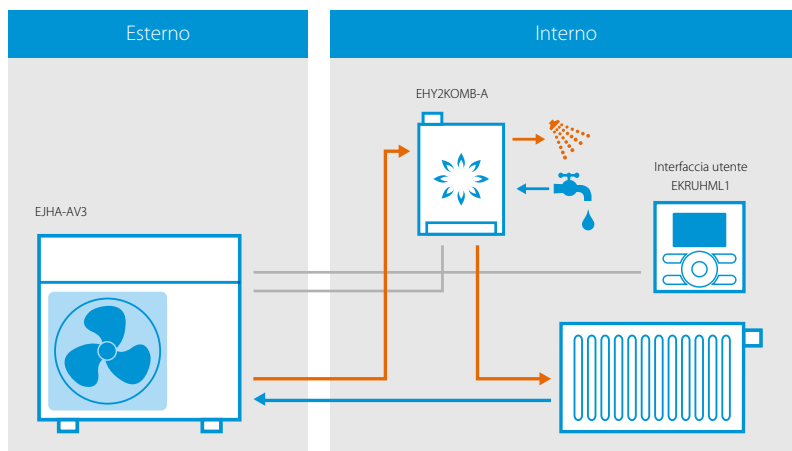 Esterno
Interno
EHY2KOMB-A
Interfaccia utente
EKRUHML1
EJHA-AV3